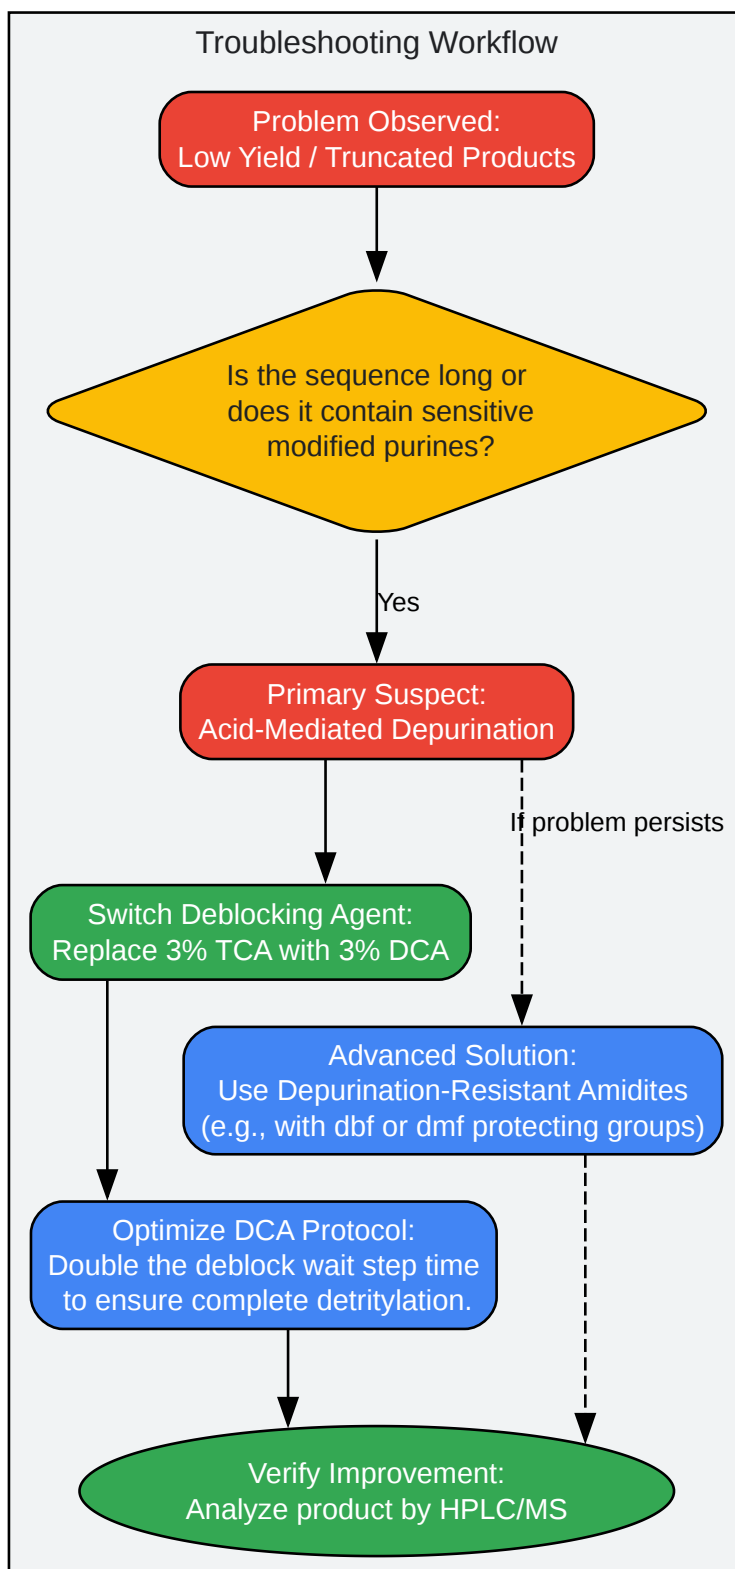 Troubleshooting Workflow
Problem Observed:
Low Yield / Truncated Products
Is the sequence long or
does it contain sensitive
modified purines?
Yes
Primary Suspect:
Acid-Mediated Depurination
If problem persists
Switch Deblocking Agent:
Replace 3% TCA with 3% DCA
Advanced Solution:
Use Depurination-Resistant Amidites
(e.g., with dbf or dmf protecting groups)
Optimize DCA Protocol:
Double the deblock wait step time
to ensure complete detritylation.
Verify Improvement:
Analyze product by HPLC/MS